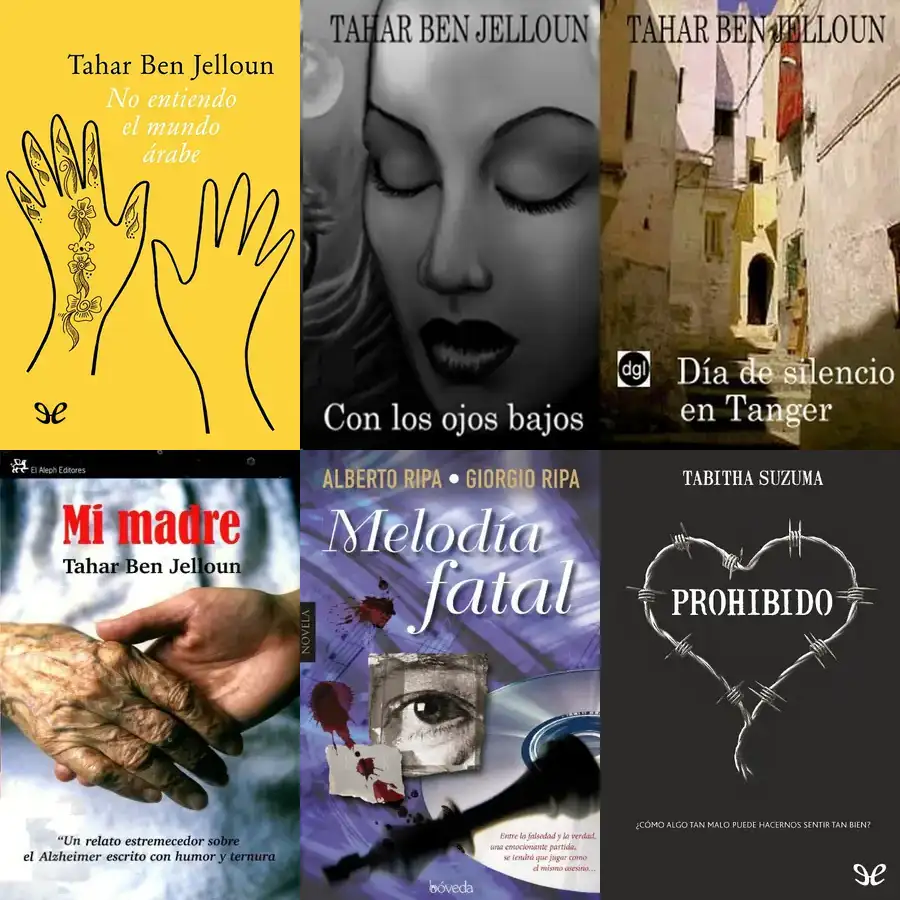 Tahar Ben Jelloun
No entiendo
el mundo
árabe
TAHAR BEN JELLOUN
Con los ojos bajos
TAHAR BEN JELLOUN
dgl
Día de silencio
en Tanger
El Aleph Editores
Mi madre
Tahar Ben Jelloun
"Un relato estremecedor sobre
el Alzheimer escrito con humor y ternura
ALBERTO RIPA • GIORGIO RIPA
Melodía
fatal
NOVELA
Entre la falsedad y la verdad,
una emocionante partida,
se tendrá que jugar como
el mismo asesino...
bóveda
TABITHA SUZUMA
PROHIBIDO
¿CÓMO ALGO TAN MALO PUEDE HACERNOS SENTIR TAN BIEN?